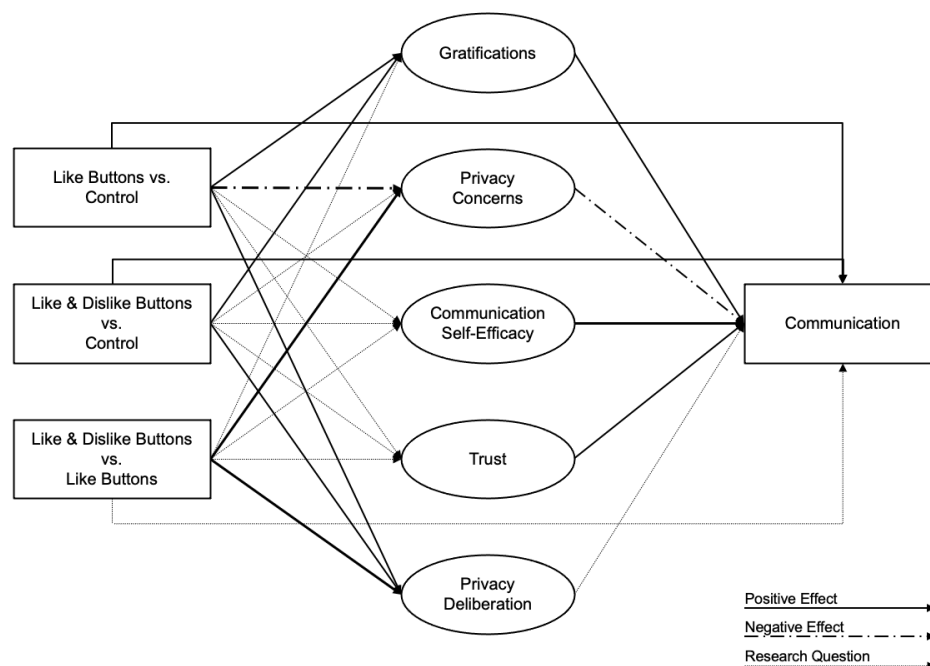 Gratifications
Like Buttons vs.
Control
Privacy
Concerns
Like & Dislike Buttons
vs.
Control
Communication
Self-Efficacy
Communication
Like & Dislike Buttons
vs.
Like Buttons
Trust
Privacy
Deliberation
Positive Effect
Negative Effect
Research Question